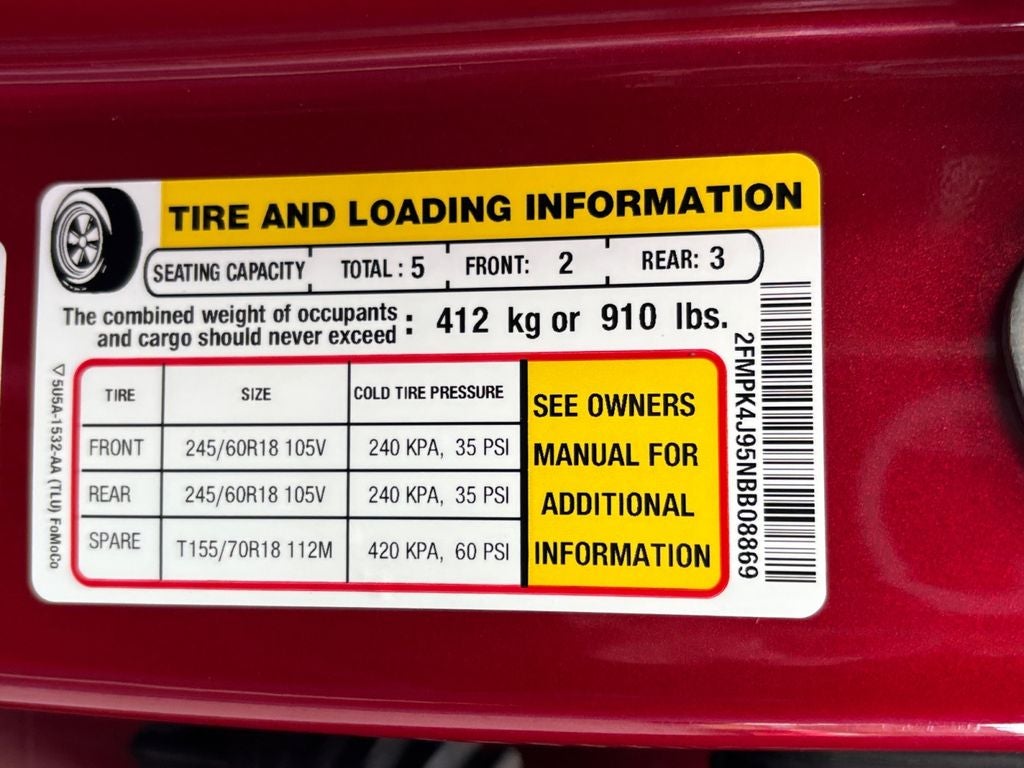 TIRE AND LOADING INFORMATION
SEATING CAPACITY TOTAL : 5 FRONT: 2 REAR: 3
The combined weight of occupants
and cargo should never exceed : 412 kg or 910 lbs.
TIRE SIZE COLD TIRE PRESSURE
FRONT 245/60R18 105V 240 KPA, 35 PSI
REAR 245/60R18 105V 240 KPA, 35 PSI
SPARE T155/70R18 112M 420 KPA, 60 PSI
SEE OWNERS
MANUAL FOR
ADDITIONAL
INFORMATION
5U5A-1532-AA (TLU) FoMoCo
2FMPK4J95NBB08869